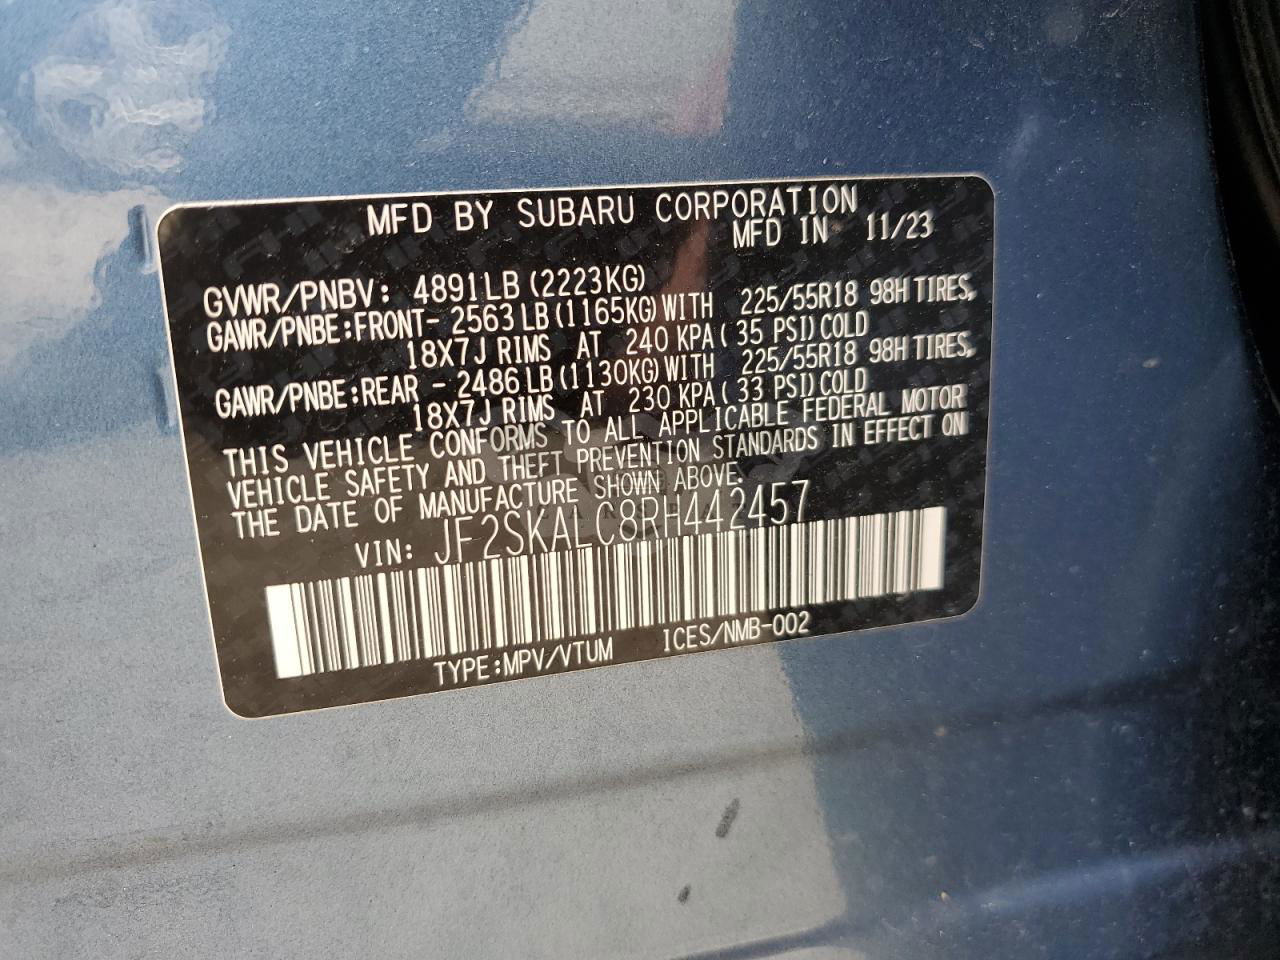 MFD BY SUBARU CORPORATION
MFD IN 11/23
GVWR/PNBV: 4891LB (2223KG)
GAWR/PNBE:FRONT- 2563LB(1165KG)WITH 225/55R18 98H TIRES,
18X7J RIMS AT 240 KPA( 35 PSI)COLD
GAWR/PNBE:REAR - 2486LB(1130KG)WITH 225/55R18 98H TIRES,
18X7J RIMS AT 230 KPA( 33 PSI)COLD
THIS VEHICLE CONFORMS TO ALL APPLICABLE FEDERAL MOTOR
VEHICLE SAFETY AND THEFT PREVENTION STANDARDS IN EFFECT ON
THE DATE OF MANUFACTURE SHOWN ABOVE.
VIN: JF2SKALC8RH442457
TYPE:MPV/VTUM ICES/NMB-002